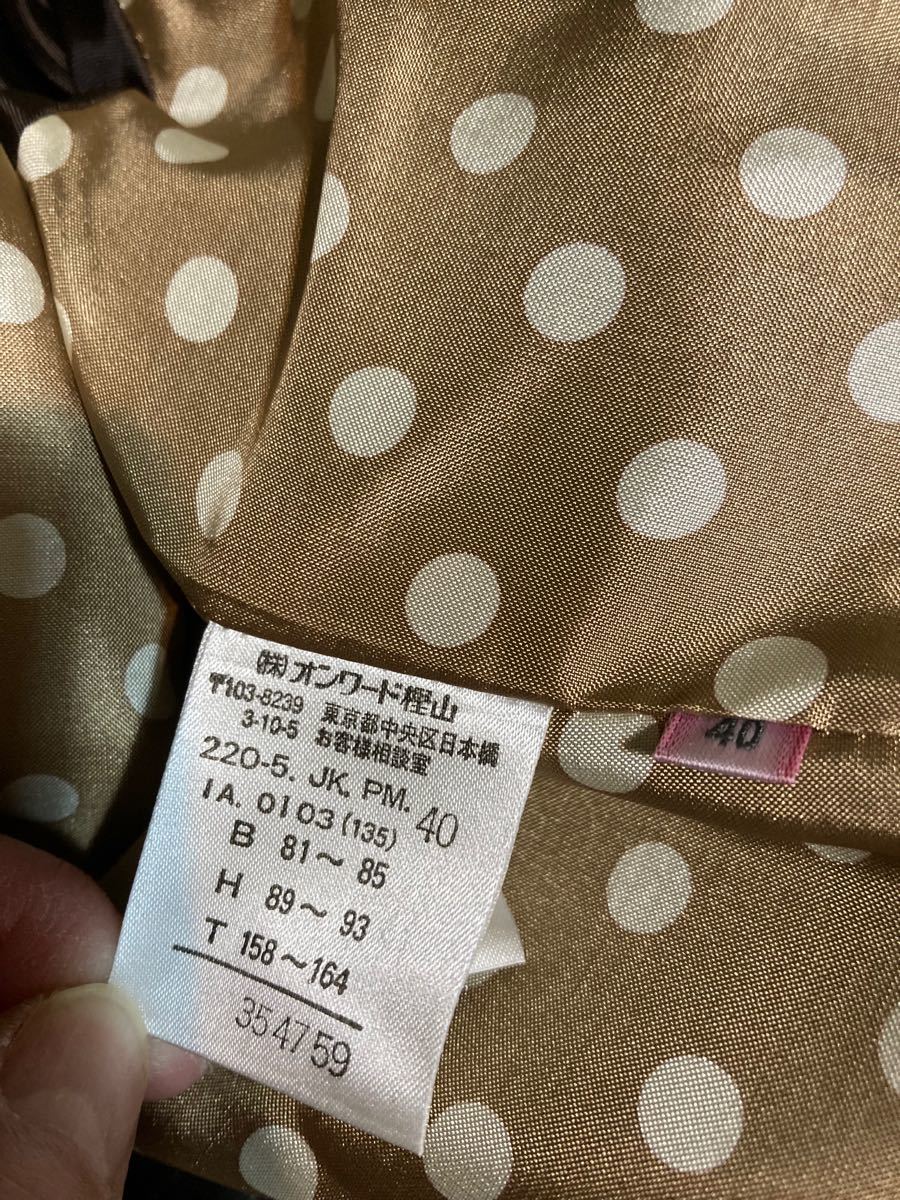 ㈱オンワード樫山
〒103-8239 東京都中央区日本橋
3-10-5 お客様相談室
220-5. JK. PM. 40
IA. 0103 (135)
B 81～85
H 89～93
T 158～164
354759
40